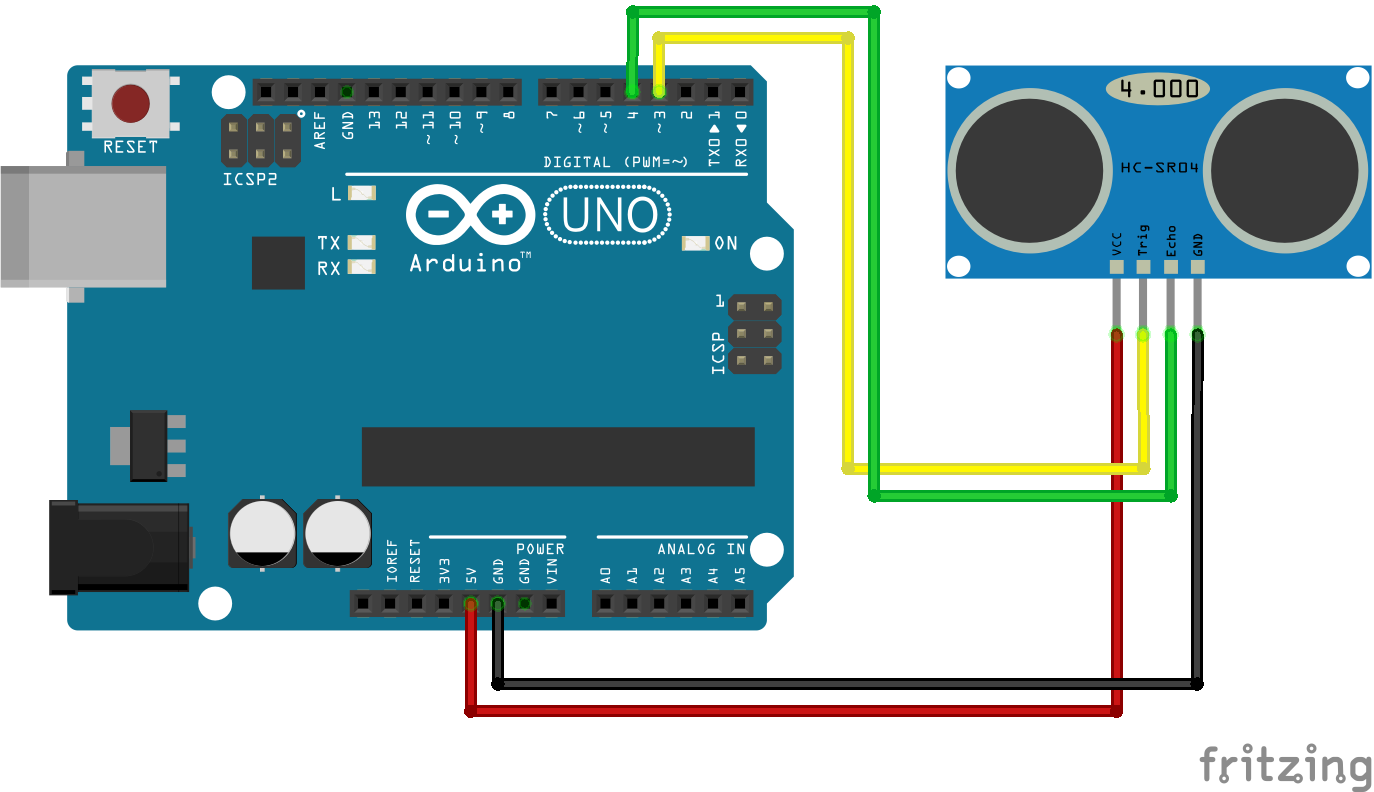 4.000
HC-SR04
VCC
Trig
Echo
GND
RESET
ICSP2
AREF
GND
13
12
~11
~10
~9
8
7
~6
~5
4
~3
2
TX0▶1
RX0◀0
DIGITAL (PWM=~)
L
TX
RX
UNO
Arduino™
ON
1
ICSP
POWER
ANALOG IN
IOREF
RESET
3V3
5V
GND
GND
VIN
A0
A1
A2
A3
A4
A5
fritzing